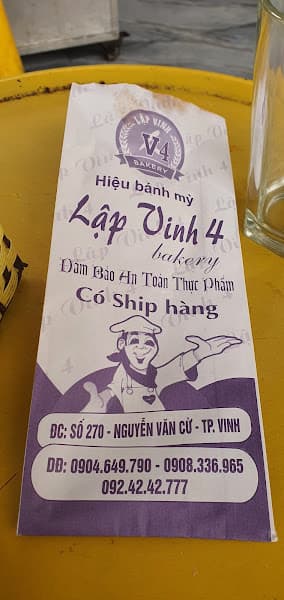 LẬP VINH
V4
BAKERY
Hiệu bánh mỳ
Lập Vinh 4
bakery
Đảm Bảo An Toàn Thực Phẩm
Có Ship hàng
ĐC: SỐ 270 - NGUYỄN VĂN CỪ - TP. VINH
DĐ: 0904.649.790 - 0908.336.965
092.42.42.777